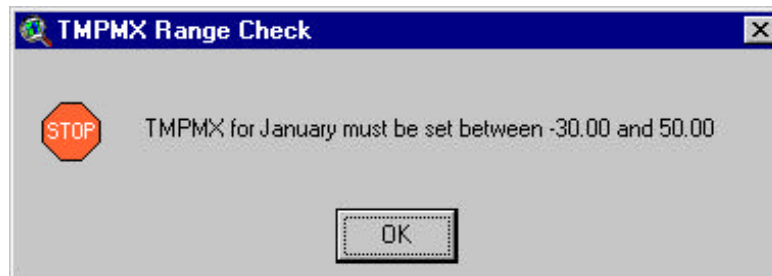 TMPMX Range Check
STOP
TMPMX for January must be set between -30.00 and 50.00
OK